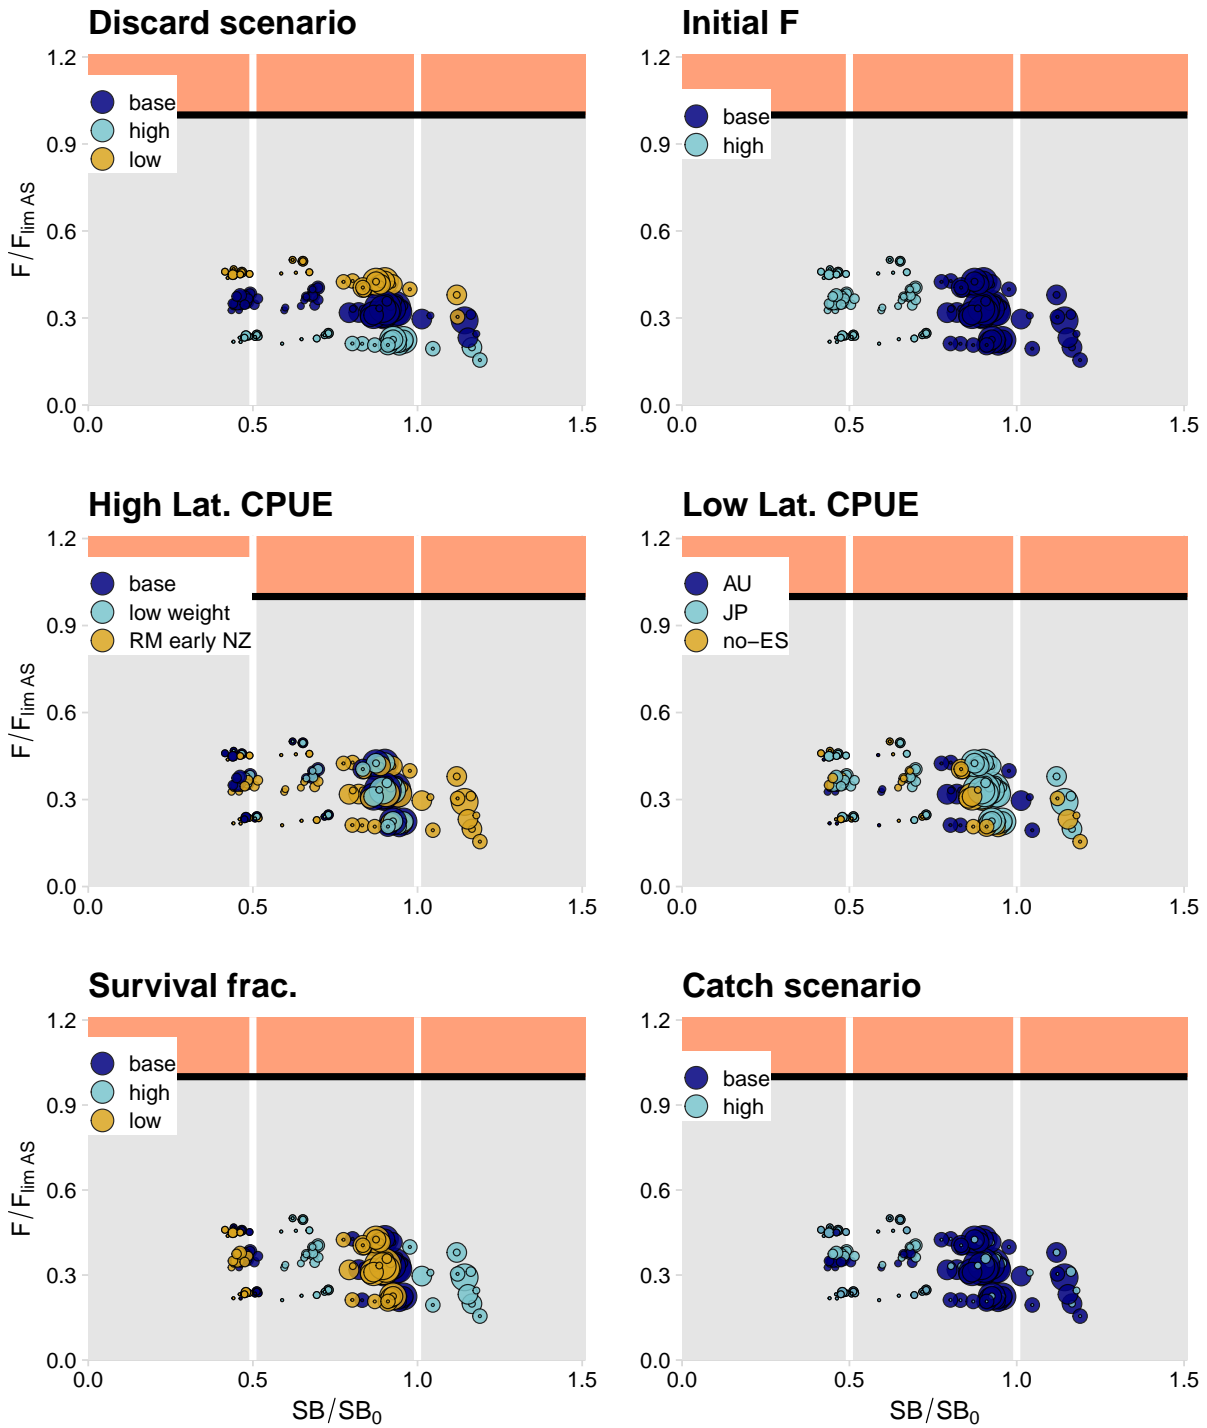 Discard scenario
1.2
0.9
0.6
0.3
0.0
base
high
low
F/Flim AS
0.0 0.5 1.0 1.5
Initial F
1.2
0.9
0.6
0.3
0.0
base
high
0.0 0.5 1.0 1.5
High Lat. CPUE
1.2
0.9
0.6
0.3
0.0
base
low weight
RM early NZ
F/Flim AS
0.0 0.5 1.0 1.5
Low Lat. CPUE
1.2
0.9
0.6
0.3
0.0
AU
JP
no−ES
0.0 0.5 1.0 1.5
Survival frac.
1.2
0.9
0.6
0.3
0.0
base
high
low
F/Flim AS
0.0 0.5 1.0 1.5
SB/SB0
Catch scenario
1.2
0.9
0.6
0.3
0.0
base
high
0.0 0.5 1.0 1.5
SB/SB0